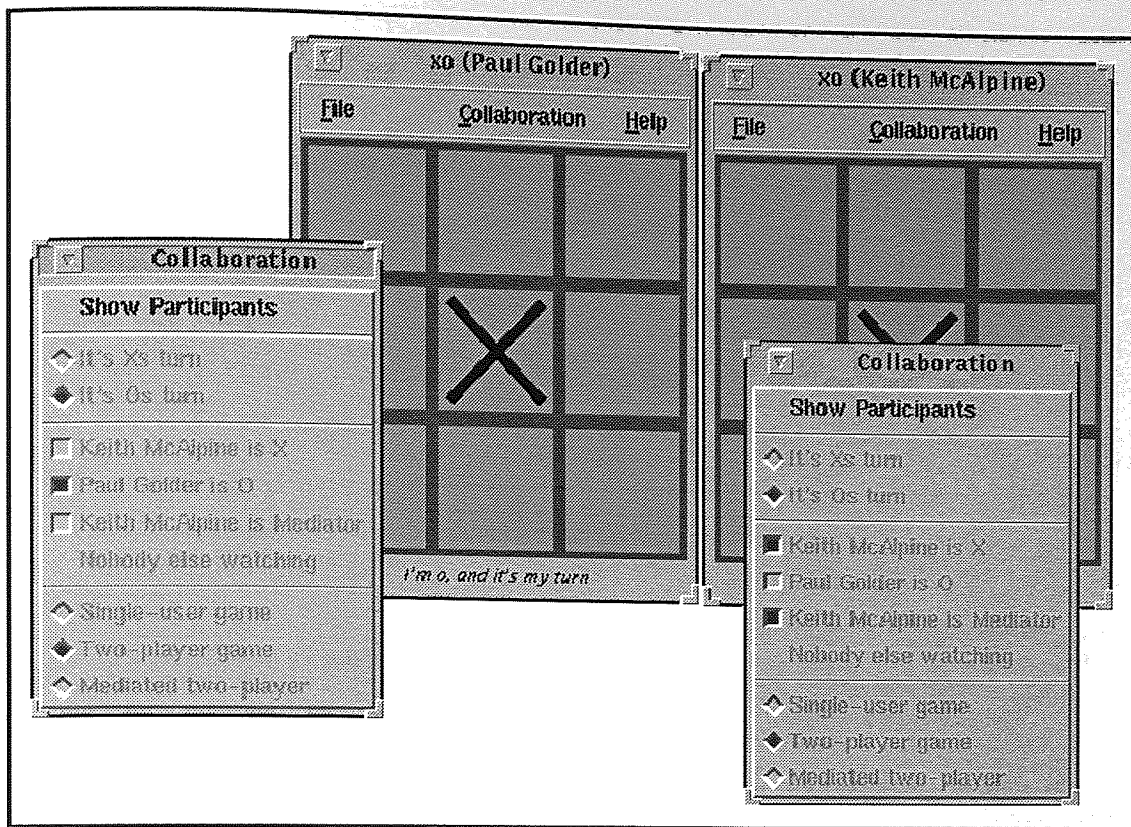 xo (Paul Golder)
File Collaboration Help
I'm o, and it's my turn
xo (Keith McAlpine)
File Collaboration Help
Collaboration
Show Participants
It's Xs turn
It's Os turn
Keith McAlpine is X
Paul Golder is O
Keith McAlpine is Mediator
Nobody else watching
Single-user game
Two-player game
Mediated two-player
Collaboration
Show Participants
It's Xs turn
It's Os turn
Keith McAlpine is X
Paul Golder is O
Keith McAlpine is Mediator
Nobody else watching
Single-user game
Two-player game
Mediated two-player